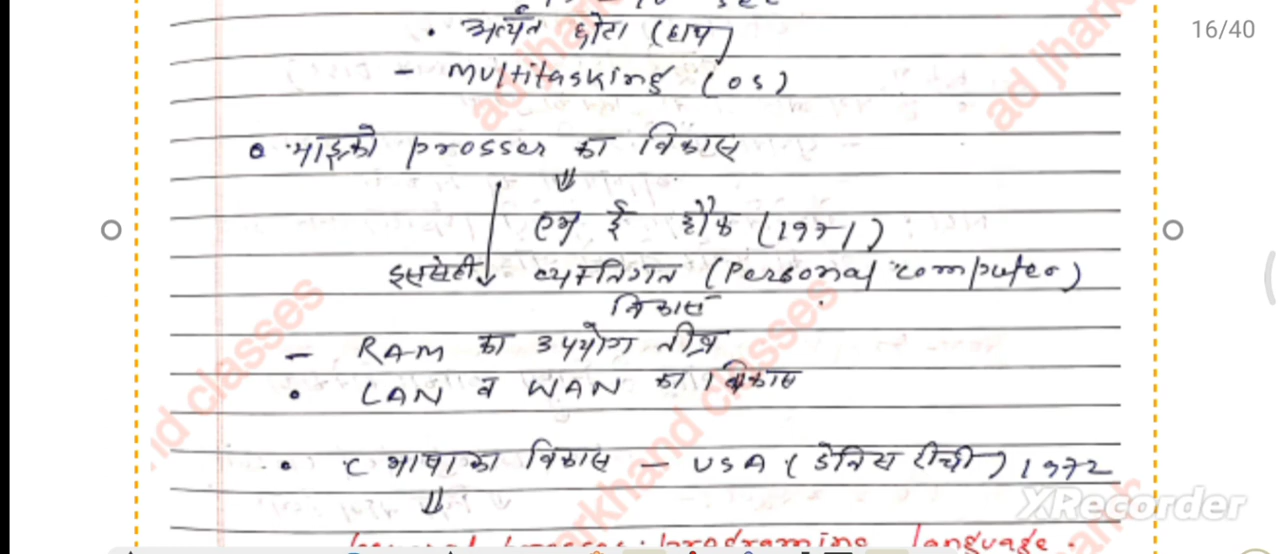 • अत्यंत छोटा (हाथ)
16/40
- Multitasking (OS)
• माइक्रो prosser का विकास
⇓
एम ई हौफ (1971)
इससेही व्यक्तिगत (Personal computer)
विकास
- RAM का उपयोग तीव्र
• LAN व WAN का विकास
• C भाषा का विकास - USA (डेनिस रीची) 1972
⇓
XRecorder
programming language.